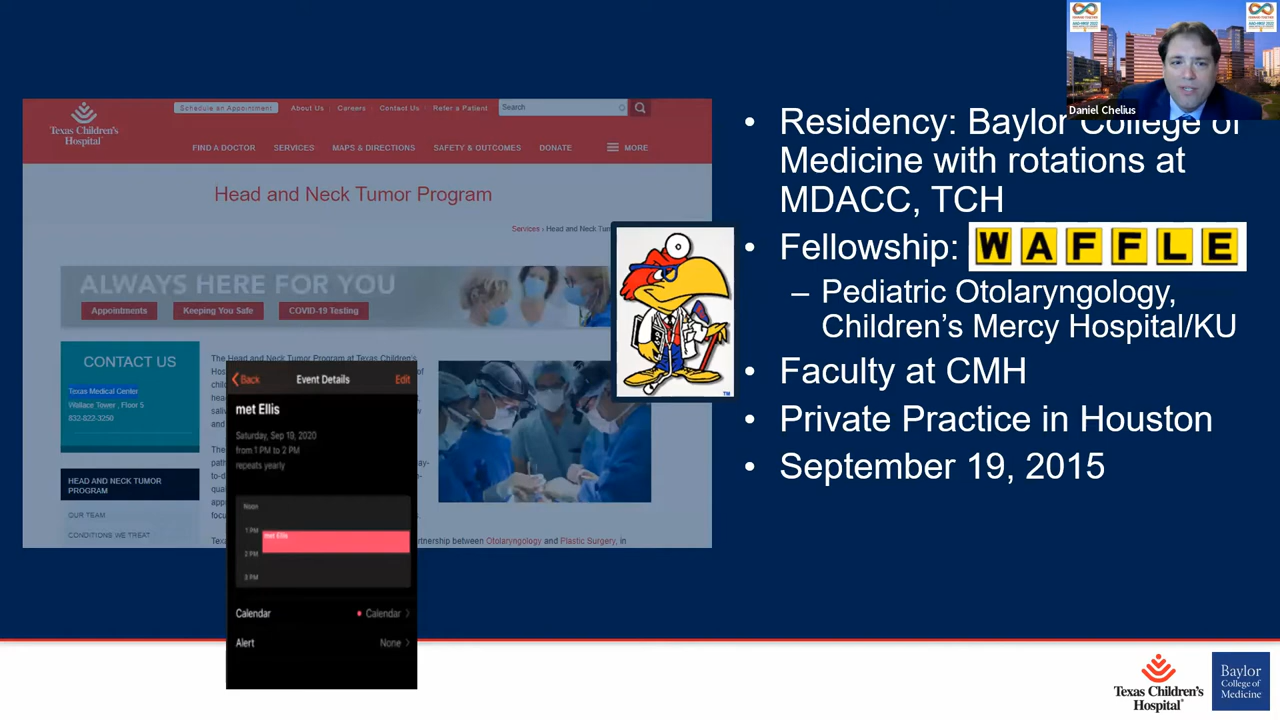 Daniel Chelius
Texas Children's
Hospital
Schedule an Appointment
About Us
Careers
Contact Us
Refer a Patient
Search
FIND A DOCTOR
SERVICES
MAPS & DIRECTIONS
SAFETY & OUTCOMES
DONATE
MORE
Head and Neck Tumor Program
Services › Head and Neck
ALWAYS HERE FOR YOU
Appointments
Keeping You Safe
COVID-19 Testing
CONTACT US
Texas Medical Center
Wallace Tower, Floor 5
832-822-3250
HEAD AND NECK TUMOR
PROGRAM
OUR TEAM
CONDITIONS WE TREAT
The Head and Neck Tumor Program at Texas Children's
partnership between Otolaryngology and Plastic Surgery, in
Back
Event Details
Edit
met Ellis
Saturday, Sep 19, 2020
from 1 PM to 2 PM
repeats yearly
Noon
1 PM
met Ellis
2 PM
3 PM
Calendar
Calendar
Alert
None
• Residency: Baylor College of
Medicine with rotations at
MDACC, TCH
• Fellowship: WAFFLE
– Pediatric Otolaryngology,
Children's Mercy Hospital/KU
• Faculty at CMH
• Private Practice in Houston
• September 19, 2015
Texas Children's
Hospital
Baylor
College of
Medicine